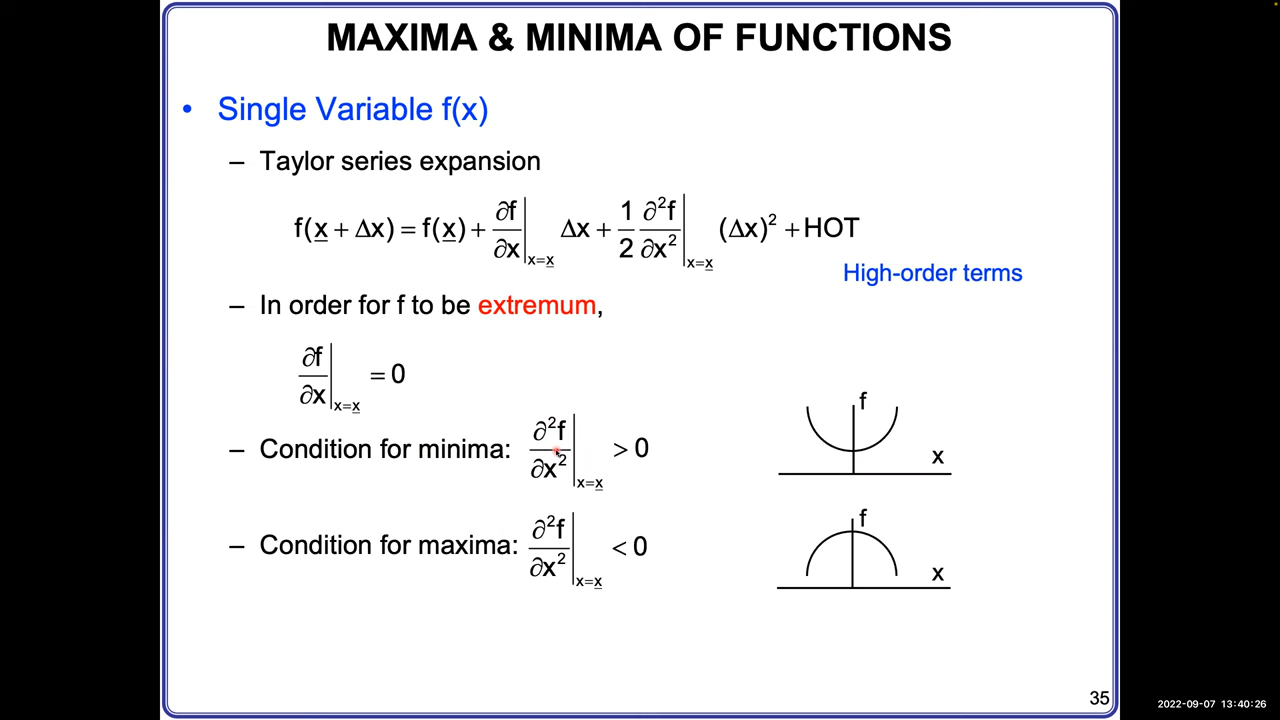 MAXIMA & MINIMA OF FUNCTIONS
• Single Variable f(x)
– Taylor series expansion
f(x̲ + Δx) = f(x̲) + ∂f/∂x|x=x̲ Δx + 1/2 ∂²f/∂x²|x=x̲ (Δx)² + HOT
High-order terms
– In order for f to be extremum,
∂f/∂x|x=x̲ = 0
– Condition for minima: ∂²f/∂x²|x=x̲ > 0
f
x
– Condition for maxima: ∂²f/∂x²|x=x̲ < 0
f
x
35
2022-09-07 13:40:26